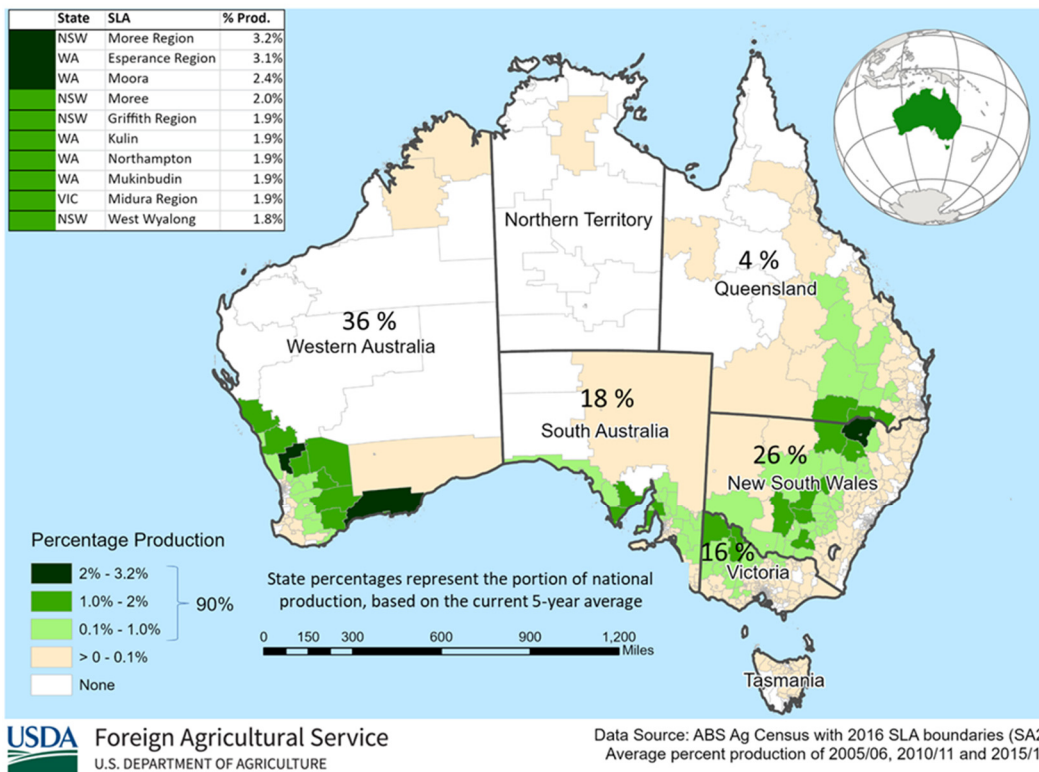 State SLA % Prod.
NSW Moree Region 3.2%
WA Esperance Region 3.1%
WA Moora 2.4%
NSW Moree 2.0%
NSW Griffith Region 1.9%
WA Kulin 1.9%
WA Northampton 1.9%
WA Mukinbudin 1.9%
VIC Midura Region 1.9%
NSW West Wyalong 1.8%
Northern Territory
4 %
Queensland
36 %
Western Australia
18 %
South Australia
26 %
New South Wales
16 %
Victoria
Tasmania
Percentage Production
2% - 3.2%
1.0% - 2%
0.1% - 1.0%
90%
> 0 - 0.1%
None
State percentages represent the portion of national
production, based on the current 5-year average
0 150 300 600 900 1,200
Miles
USDA
Foreign Agricultural Service
U.S. DEPARTMENT OF AGRICULTURE
Data Source: ABS Ag Census with 2016 SLA boundaries (SA2
Average percent production of 2005/06, 2010/11 and 2015/1